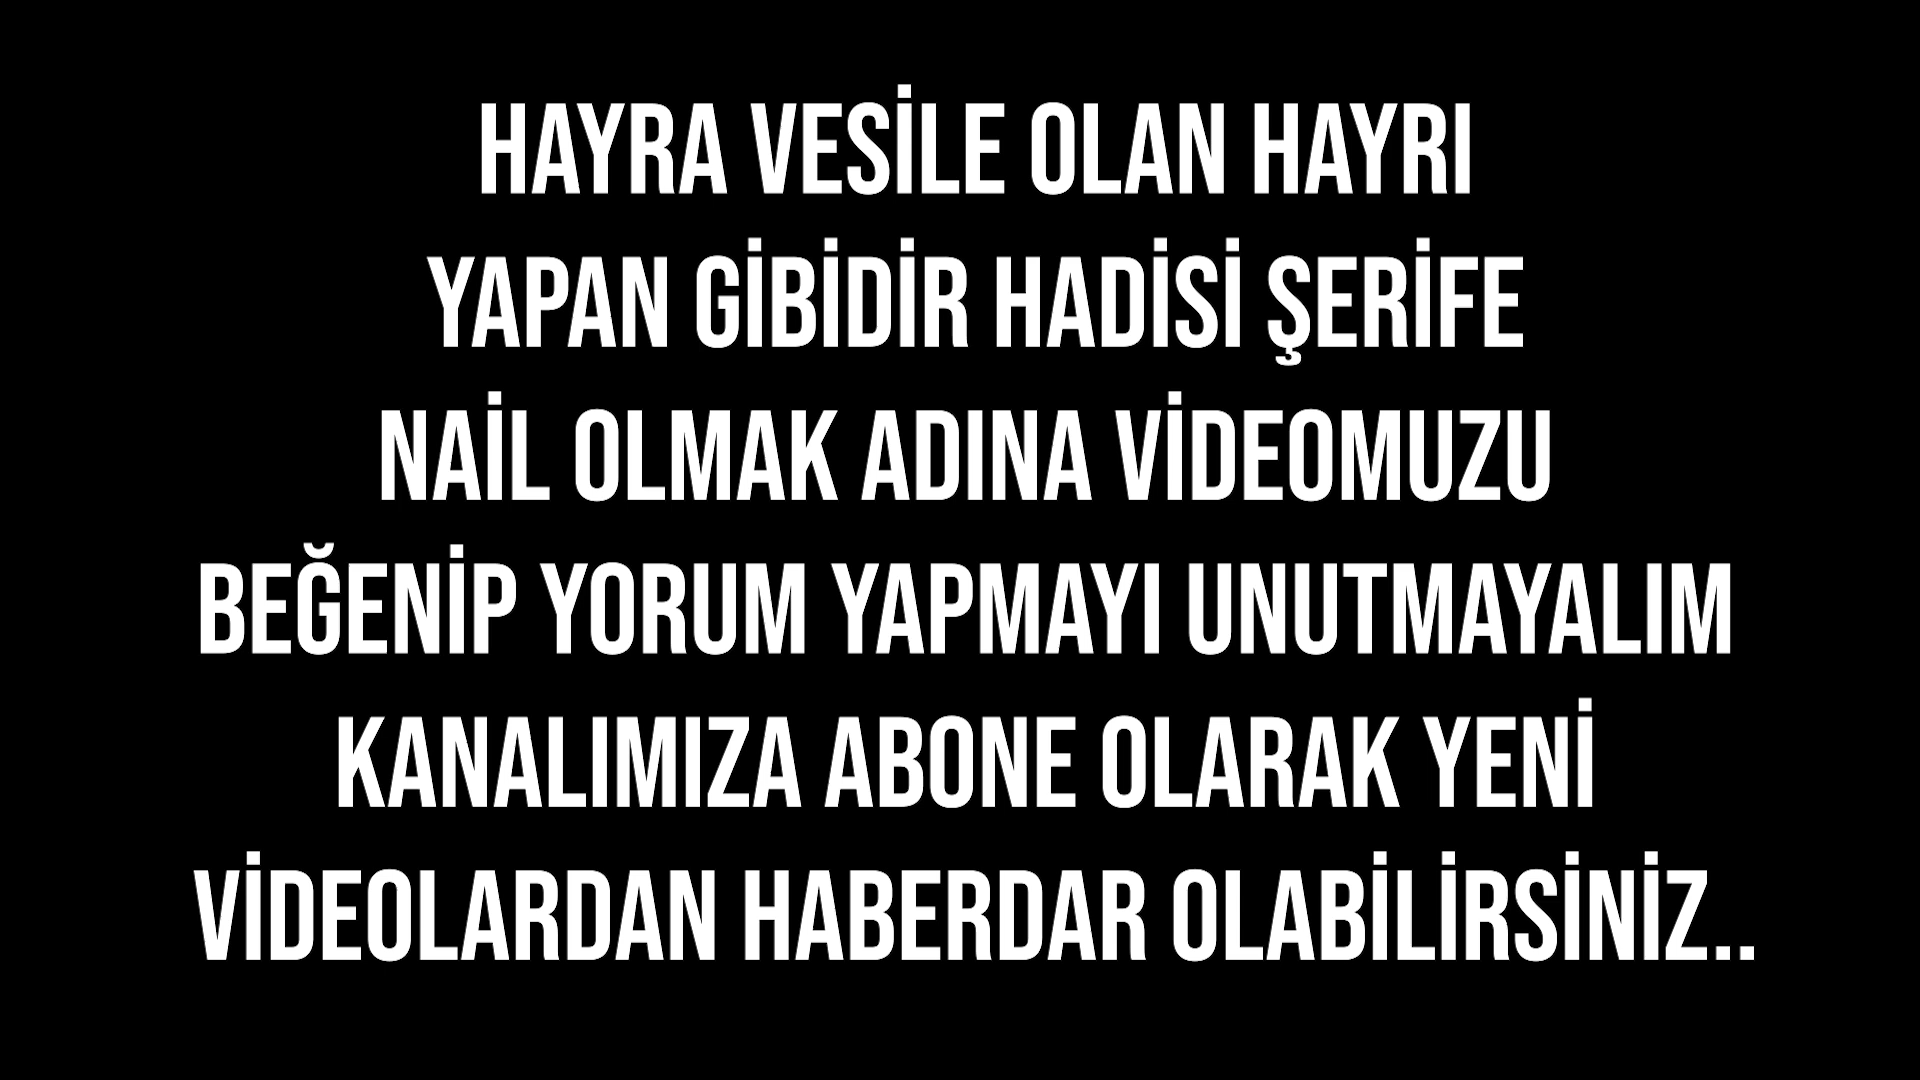 HAYRA VESİLE OLAN HAYRI
YAPAN GİBİDİR HADİSİ ŞERİFE
NAİL OLMAK ADINA VİDEOMUZU
BEĞENİP YORUM YAPMAYI UNUTMAYALIM
KANALIMIZA ABONE OLARAK YENİ
VİDEOLARDAN HABERDAR OLABİLİRSİNİZ..